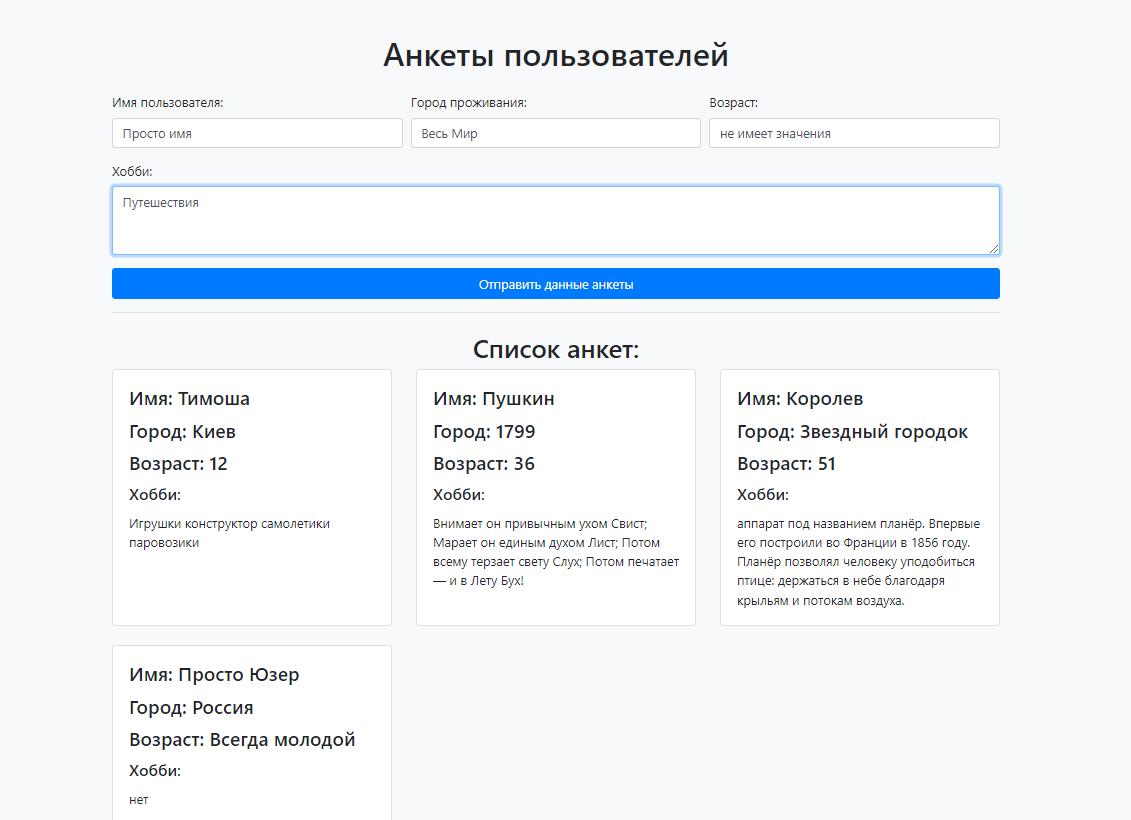 Анкеты пользователей
Имя пользователя:
Город проживания:
Возраст:
Просто имя
Весь Мир
не имеет значения
Хобби:
Путешествия
Отправить данные анкеты
Список анкет:
Имя: Тимоша
Город: Киев
Возраст: 12
Хобби:
Игрушки конструктор самолетики
паровозики
Имя: Пушкин
Город: 1799
Возраст: 36
Хобби:
Внимает он привычным ухом Свист;
Марает он единым духом Лист; Потом
всему терзает свету Слух; Потом печатает
— и в Лету Бух!
Имя: Королев
Город: Звездный городок
Возраст: 51
Хобби:
аппарат под названием планёр. Впервые
его построили во Франции в 1856 году.
Планёр позволял человеку уподобиться
птице: держаться в небе благодаря
крыльям и потокам воздуха.
Имя: Просто Юзер
Город: Россия
Возраст: Всегда молодой
Хобби:
нет